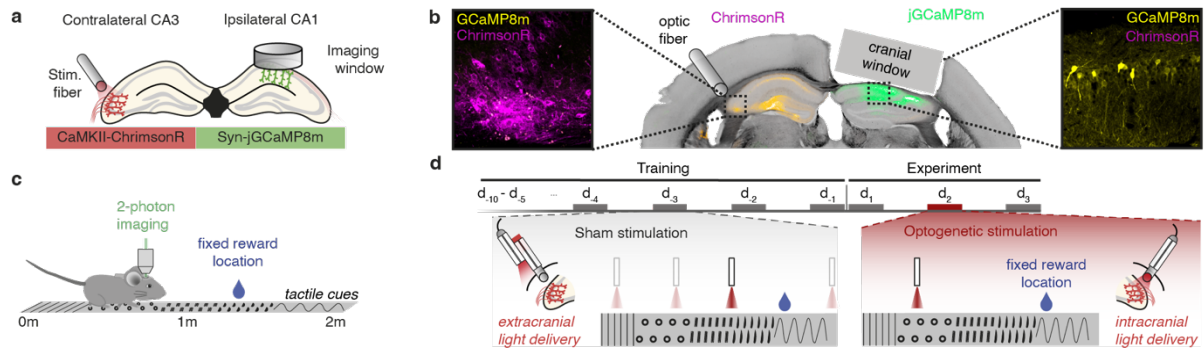 a
Contralateral CA3
Ipsilateral CA1
Stim.
fiber
Imaging
window
CaMKII-ChrimsonR
Syn-jGCaMP8m
b
GCaMP8m
ChrimsonR
optic
fiber
ChrimsonR
jGCaMP8m
cranial
window
GCaMP8m
ChrimsonR
c
2-photon
imaging
fixed reward
location
tactile cues
0m
1m
2m
d
Training
Experiment
d-10 - d-5
...
d-4
d-3
d-2
d-1
d1
d2
d3
Sham stimulation
extracranial
light delivery
Optogenetic stimulation
fixed reward
location
intracranial
light delivery